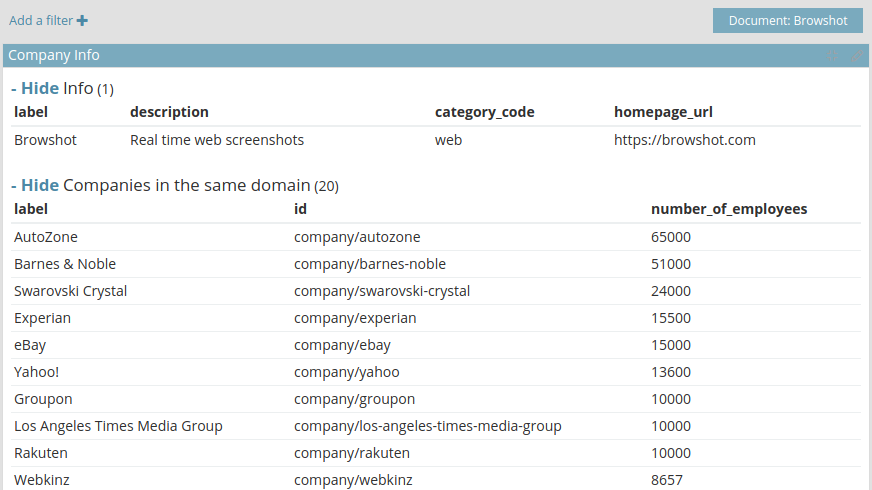 Add a filter
Document: Browshot
Company Info
- Hide Info (1)
label description category_code homepage_url
Browshot Real time web screenshots web https://browshot.com
- Hide Companies in the same domain (20)
label id number_of_employees
AutoZone company/autozone 65000
Barnes & Noble company/barnes-noble 51000
Swarovski Crystal company/swarovski-crystal 24000
Experian company/experian 15500
eBay company/ebay 15000
Yahoo! company/yahoo 13600
Groupon company/groupon 10000
Los Angeles Times Media Group company/los-angeles-times-media-group 10000
Rakuten company/rakuten 10000
Webkinz company/webkinz 8657